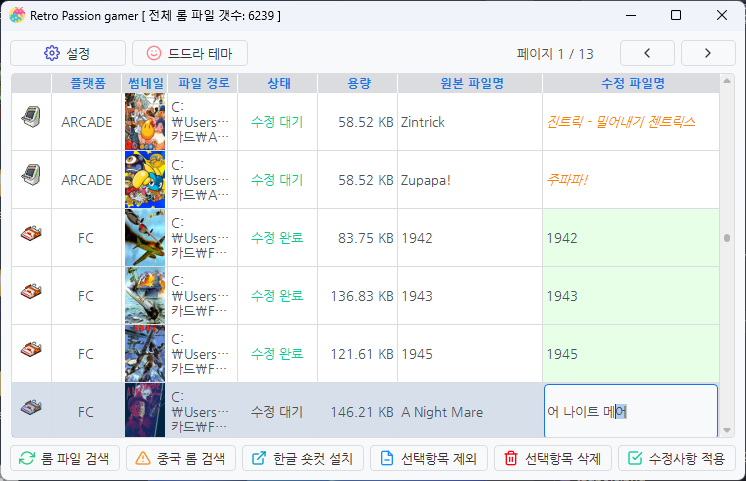 Retro Passion gamer [ 전체 롬 파일 갯수: 6239 ]
설정 드드라 테마 페이지 1 / 13
플랫폼 썸네일 파일 경로 상태 용량 원본 파일명 수정 파일명
C:
ARCADE ₩Users… 수정 대기 58.52 KB Zintrick 진트릭 - 밀어내기 젠트릭스
카드₩A…
C:
ARCADE ₩Users… 수정 대기 58.52 KB Zupapa! 주파파!
카드₩A…
C:
FC ₩Users… 수정 완료 83.75 KB 1942 1942
카드₩F…
C:
FC ₩Users… 수정 완료 136.83 KB 1943 1943
카드₩F…
C:
FC ₩Users… 수정 완료 121.61 KB 1945 1945
카드₩F…
C:
FC ₩Users… 수정 대기 146.21 KB A Night Mare 어 나이트 메어
카드₩F…
롬 파일 검색 중국 롬 검색 한글 숏컷 설치 선택항목 제외 선택항목 삭제 수정사항 적용